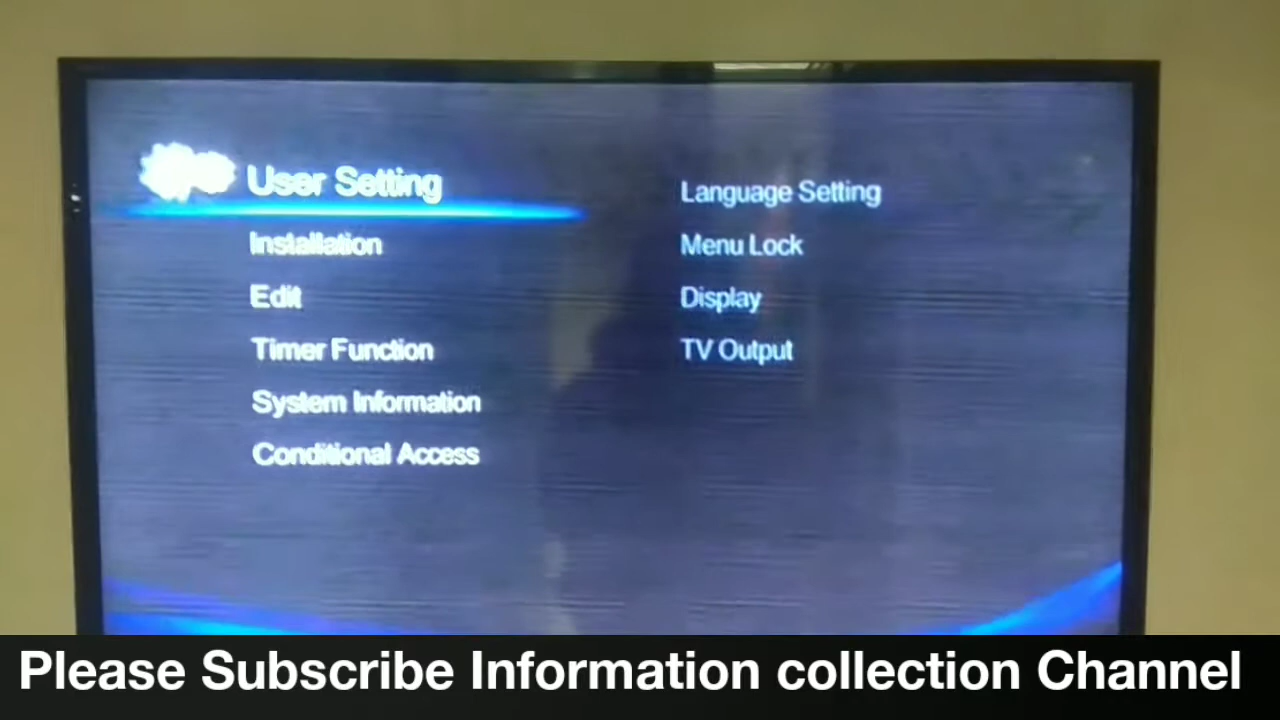 User Setting
Installation
Edit
Timer Function
System Information
Conditional Access
Language Setting
Menu Lock
Display
TV Output
Please Subscribe Information collection Channel